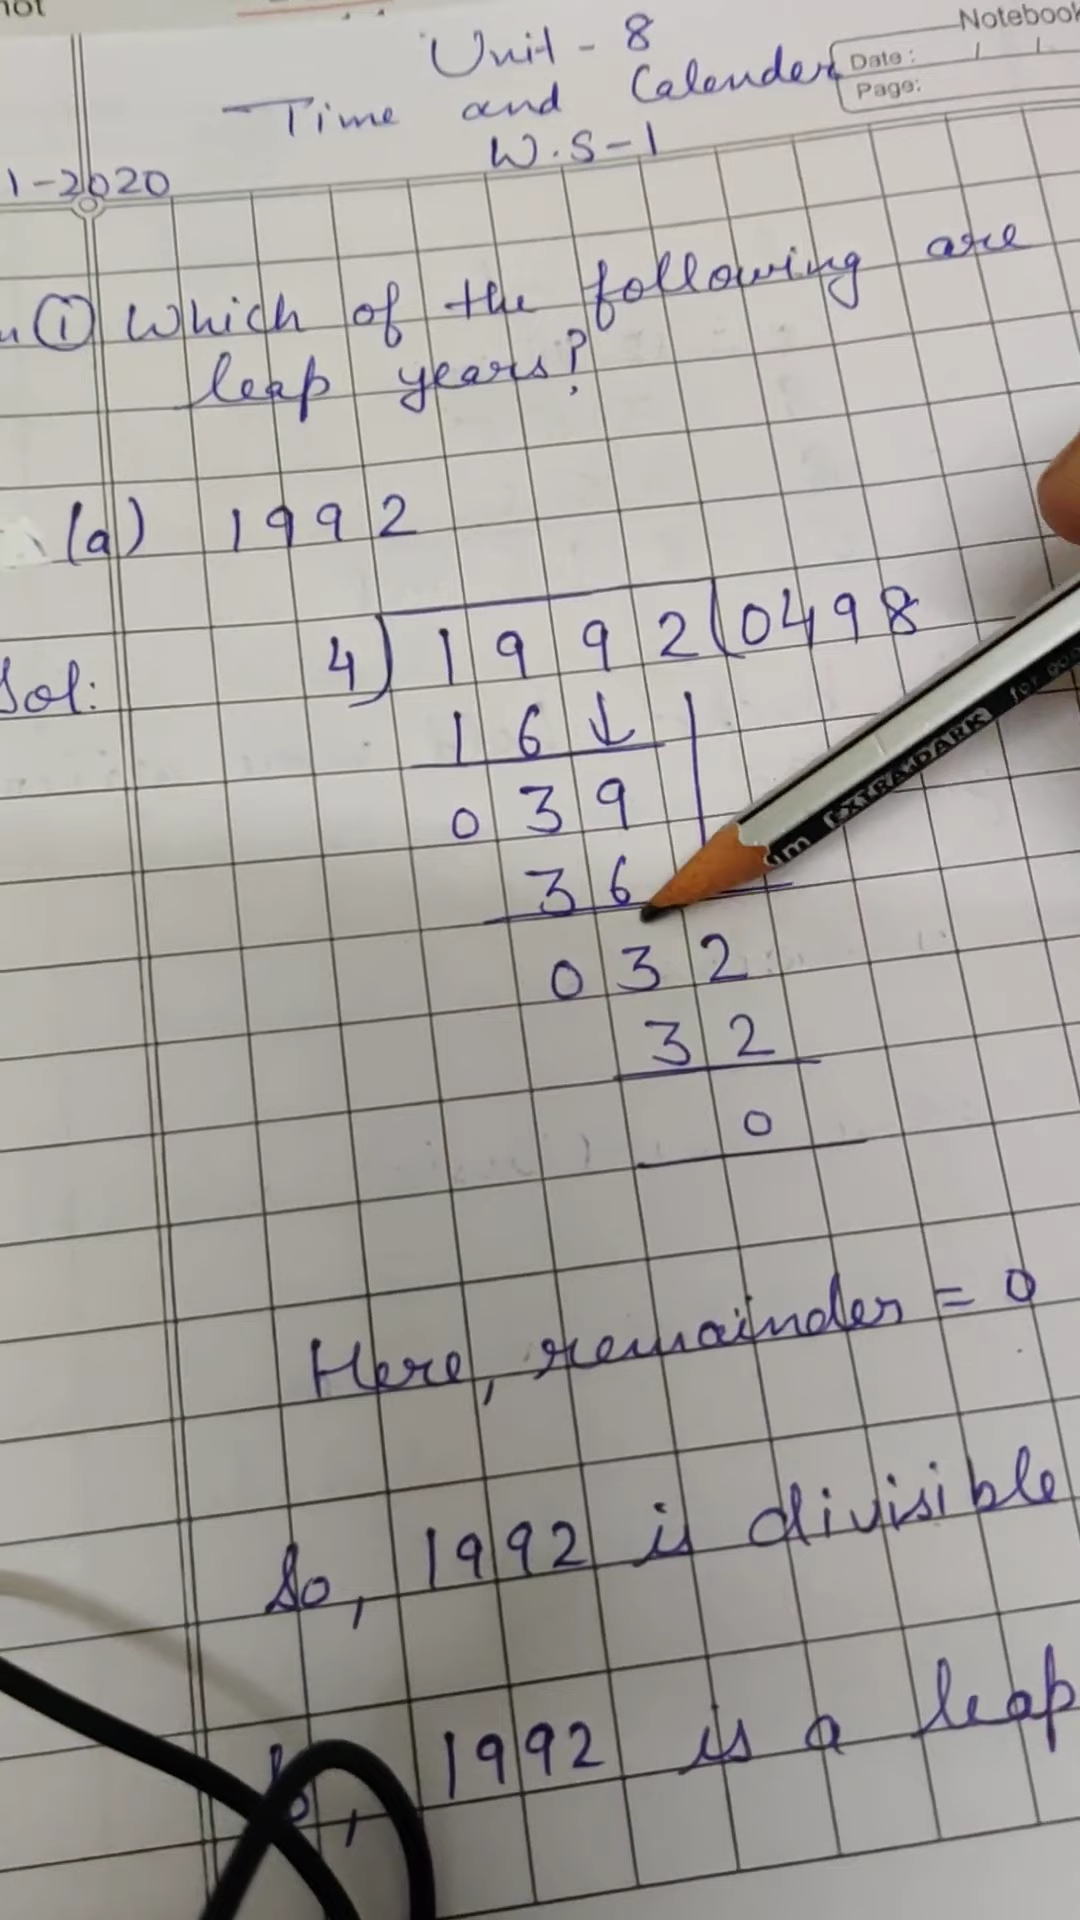 Notebook
Unit - 8
Date: / /
Time and Calender
Page:
W.S-1
1-2020
(i) Which of the following are
leap years?
(a) 1992
Sol: 4) 1992 (0498
16↓
039
36
032
32
0
Here, remainder = 0
So, 1992 is divisible
1992 is a leap
EXTRA DARK